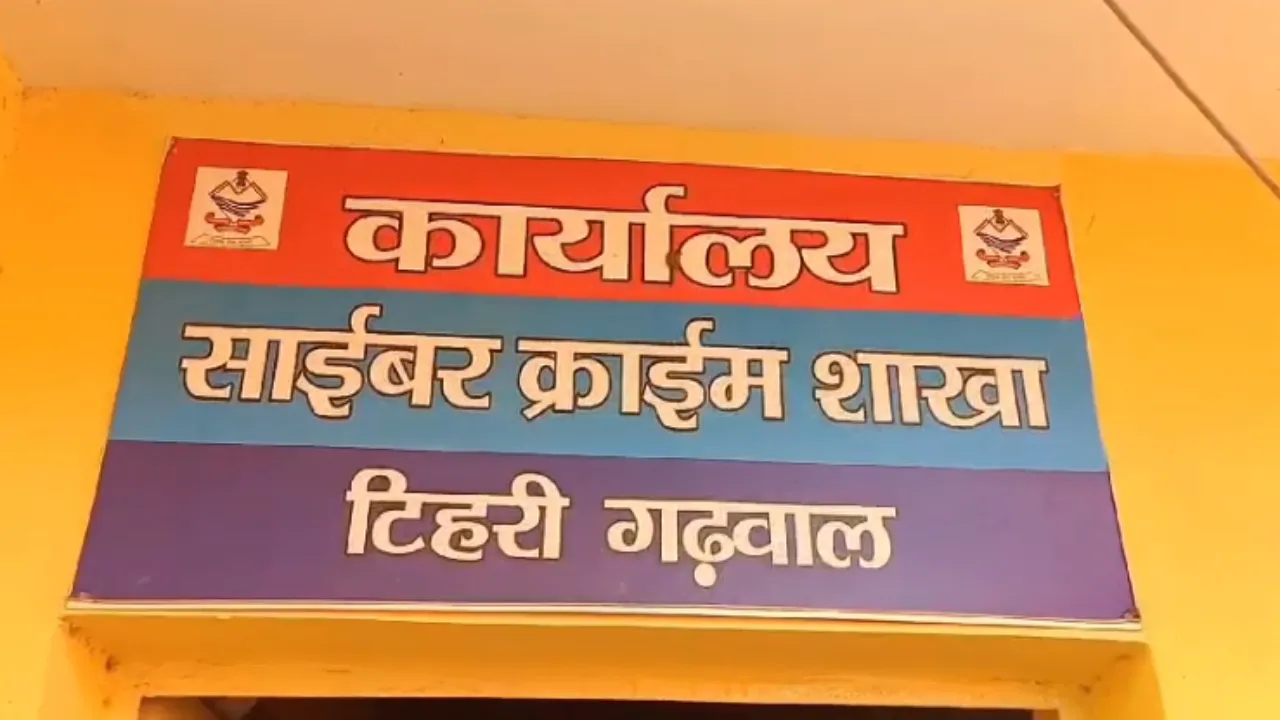 कार्यालय
साईबर क्राईम शाखा
टिहरी गढ़वाल